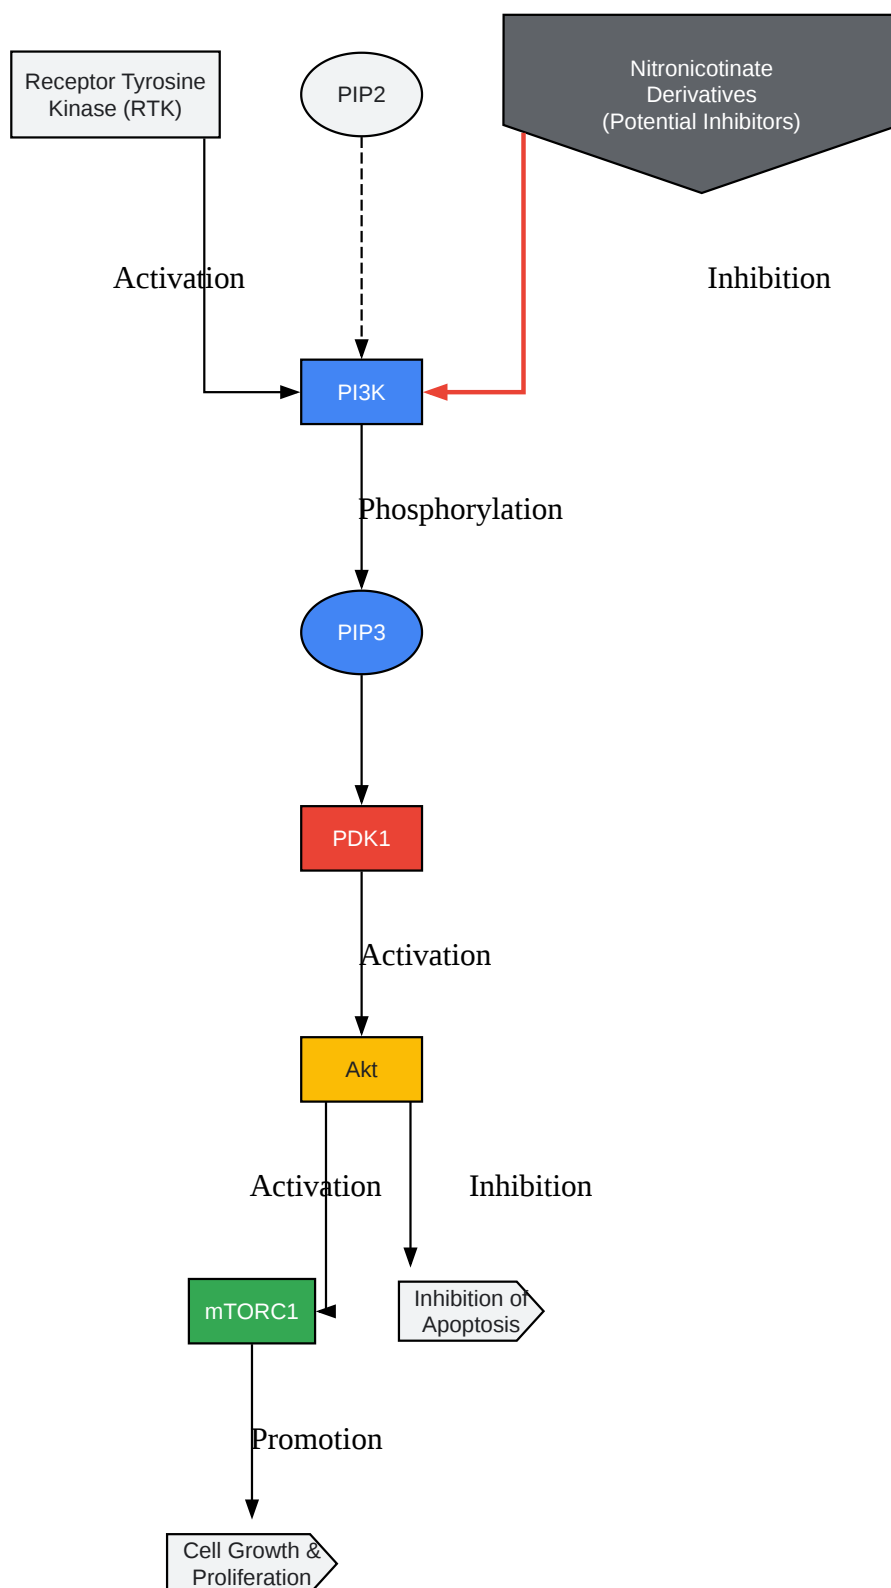 Receptor Tyrosine
Kinase (RTK)
PIP2
Nitronicotinate
Derivatives
(Potential Inhibitors)
Activation
Inhibition
PI3K
Phosphorylation
PIP3
PDK1
Activation
Akt
Activation
Inhibition
mTORC1
Inhibition of
Apoptosis
Promotion
Cell Growth &
Proliferation